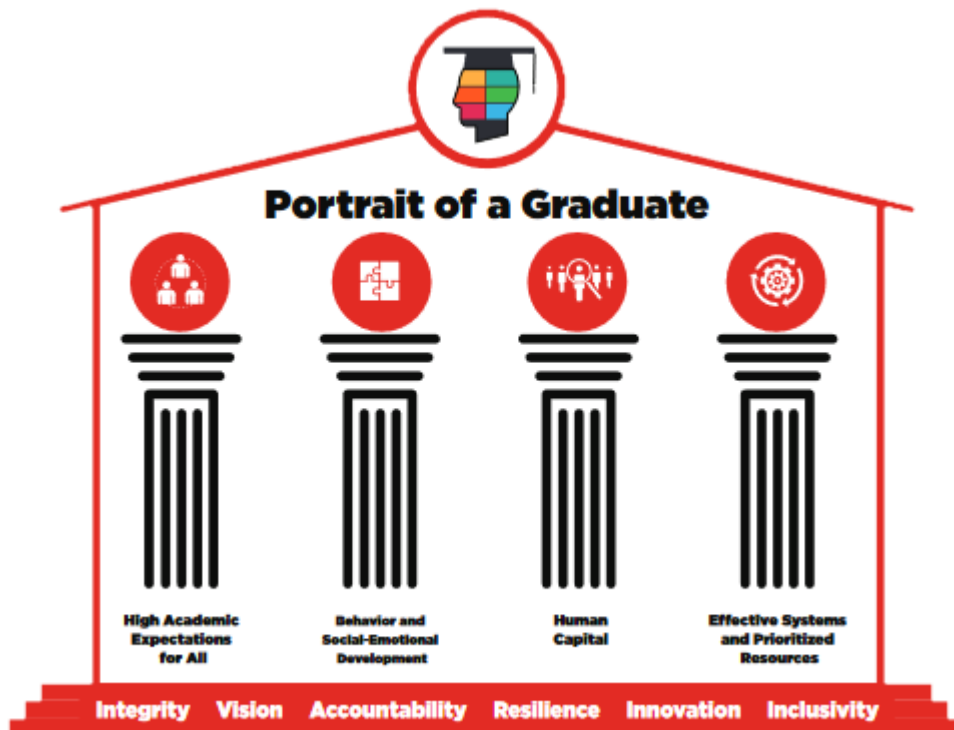 Portrait of a Graduate
High Academic
Expectations
for All
Behavior and
Social-Emotional
Development
Human
Capital
Effective Systems
and Prioritized
Resources
Integrity Vision Accountability Resilience Innovation Inclusivity